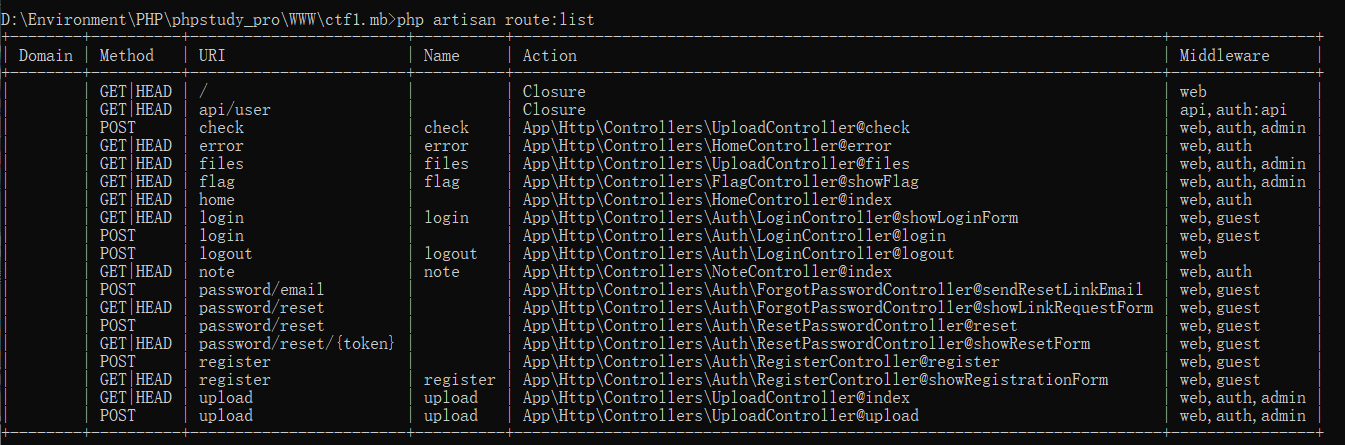 D:\Environment\PHP\phpstudy_pro\WWW\ctf1.mb>php artisan route:list
+--------+----------+------------------------+----------+------------------------------------------------------------------------+----------------+
| Domain | Method   | URI                    | Name     | Action                                                                 | Middleware     |
+--------+----------+------------------------+----------+------------------------------------------------------------------------+----------------+
|        | GET|HEAD | /                      |          | Closure                                                                | web            |
|        | GET|HEAD | api/user               |          | Closure                                                                | api,auth:api   |
|        | POST     | check                  | check    | App\Http\Controllers\UploadController@check                            | web,auth,admin |
|        | GET|HEAD | error                  | error    | App\Http\Controllers\HomeController@error                              | web,auth       |
|        | GET|HEAD | files                  | files    | App\Http\Controllers\UploadController@files                            | web,auth,admin |
|        | GET|HEAD | flag                   | flag     | App\Http\Controllers\FlagController@showFlag                           | web,auth,admin |
|        | GET|HEAD | home                   |          | App\Http\Controllers\HomeController@index                              | web,auth       |
|        | GET|HEAD | login                  | login    | App\Http\Controllers\Auth\LoginController@showLoginForm                | web,guest      |
|        | POST     | login                  |          | App\Http\Controllers\Auth\LoginController@login                        | web,guest      |
|        | POST     | logout                 | logout   | App\Http\Controllers\Auth\LoginController@logout                       | web            |
|        | GET|HEAD | note                   | note     | App\Http\Controllers\NoteController@index                              | web,auth       |
|        | POST     | password/email         |          | App\Http\Controllers\Auth\ForgotPasswordController@sendResetLinkEmail  | web,guest      |
|        | GET|HEAD | password/reset         |          | App\Http\Controllers\Auth\ForgotPasswordController@showLinkRequestForm | web,guest      |
|        | POST     | password/reset         |          | App\Http\Controllers\Auth\ResetPasswordController@reset                | web,guest      |
|        | GET|HEAD | password/reset/{token} |          | App\Http\Controllers\Auth\ResetPasswordController@showResetForm        | web,guest      |
|        | POST     | register               |          | App\Http\Controllers\Auth\RegisterController@register                  | web,guest      |
|        | GET|HEAD | register               | register | App\Http\Controllers\Auth\RegisterController@showRegistrationForm      | web,guest      |
|        | GET|HEAD | upload                 | upload   | App\Http\Controllers\UploadController@index                            | web,auth,admin |
|        | POST     | upload                 | upload   | App\Http\Controllers\UploadController@upload                           | web,auth,admin |
+--------+----------+------------------------+----------+------------------------------------------------------------------------+----------------+